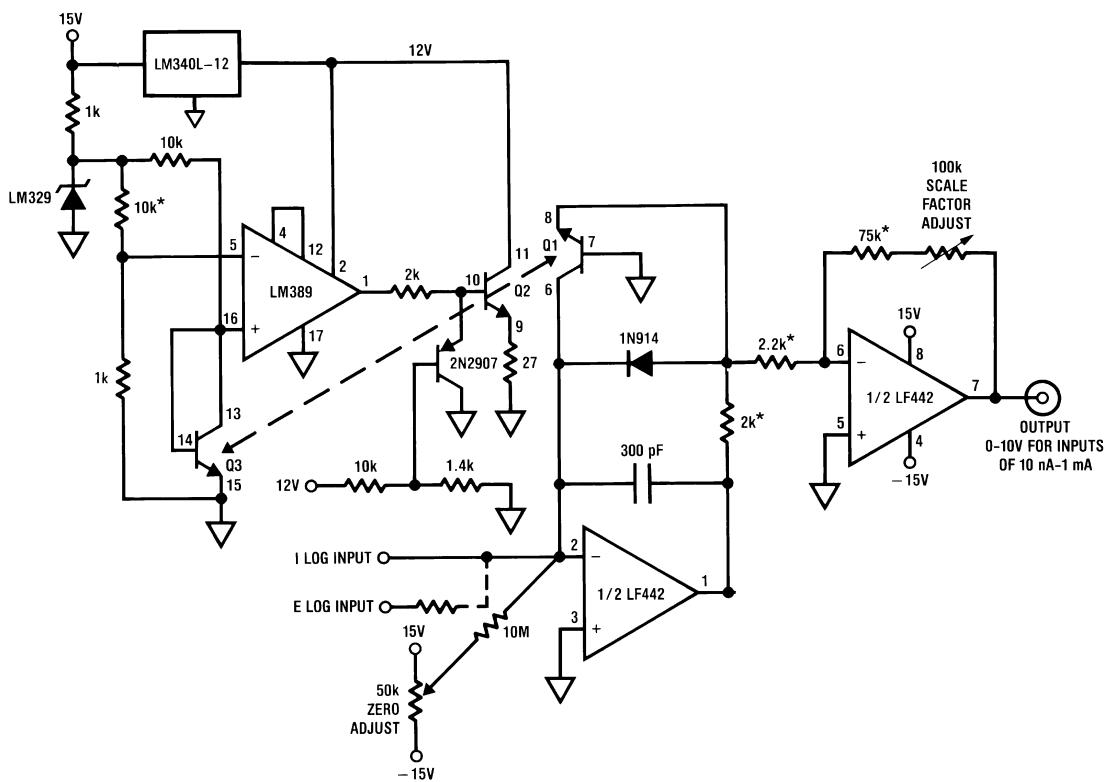 15V
LM340L–12
12V
1k
10k
LM329
10k*
5
–
4
12
2
1
LM389
16
+
17
2k
10
11
Q2
9
27
2N2907
1k
13
14
Q3
15
12V
10k
1.4k
8
Q1
7
6
1N914
2.2k*
2k*
300 pF
100k
SCALE
FACTOR
ADJUST
75k*
15V
6
–
8
1/2 LF442
7
5
+
4
–15V
OUTPUT
0–10V FOR INPUTS
OF 10 nA–1 mA
I LOG INPUT
E LOG INPUT
2
–
1/2 LF442
1
3
+
10M
15V
50k
ZERO
ADJUST
–15V